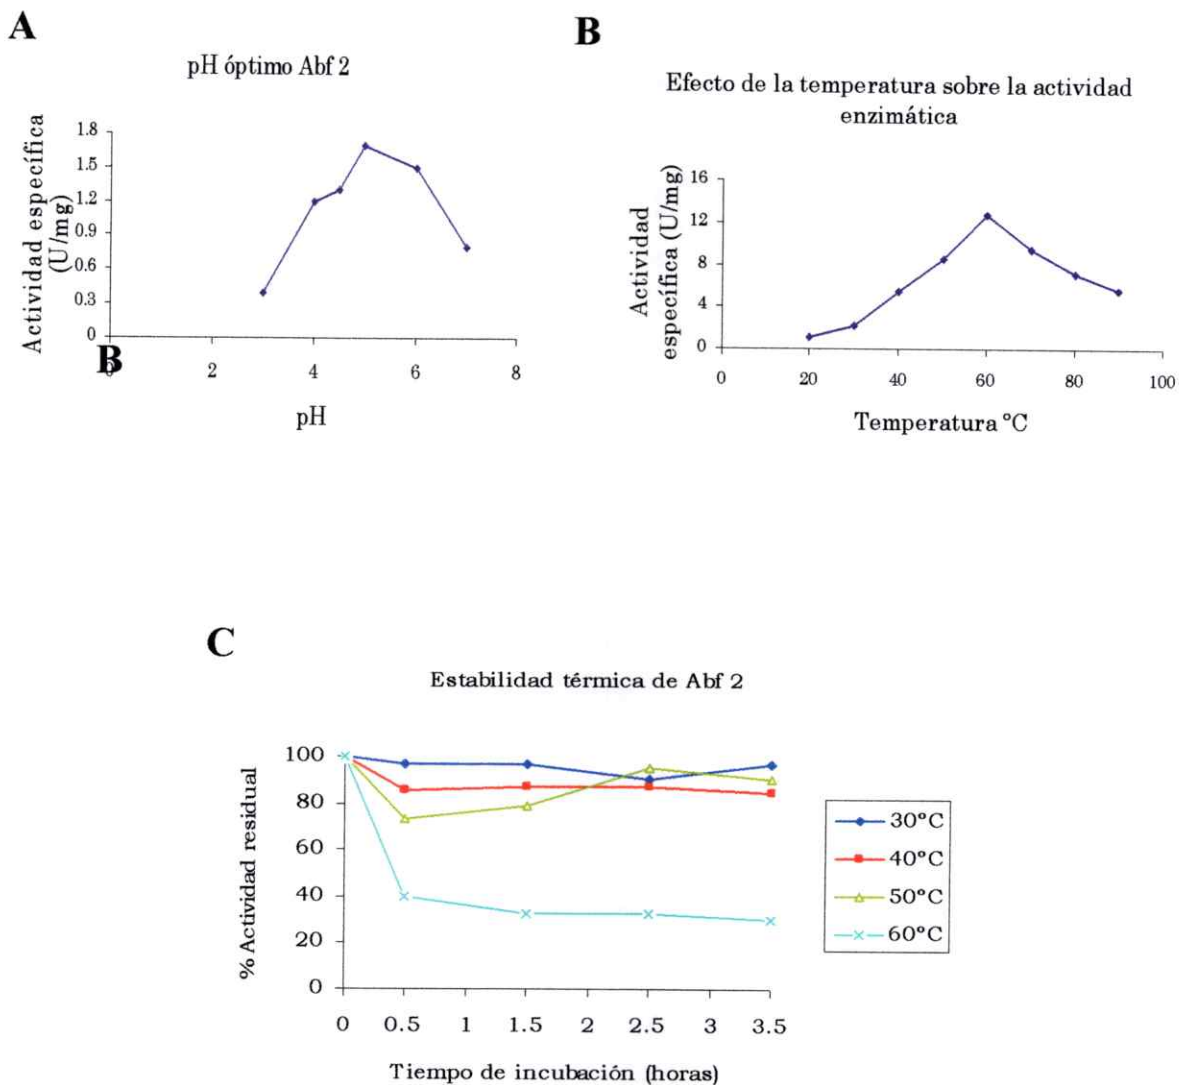 A
pH óptimo Abf 2
Actividad específica
(U/mg)
1.8
1.5
1.2
0.9
0.6
0.3
0
B
2
4
6
8
pH
B
Efecto de la temperatura sobre la actividad
enzimática
Actividad
específica (U/mg)
16
12
8
4
0
0
20
40
60
80
100
Temperatura °C
C
Estabilidad térmica de Abf 2
% Actividad residual
100
80
60
40
20
0
0
0.5
1
1.5
2
2.5
3
3.5
Tiempo de incubación (horas)
30°C
40°C
50°C
60°C